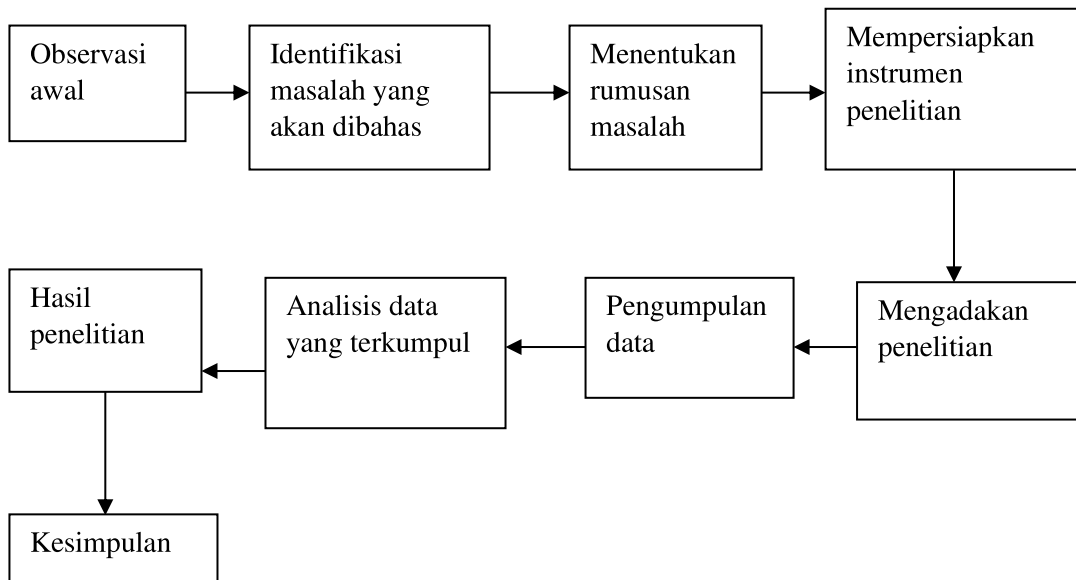 Observasi
awal
Identifikasi
masalah yang
akan dibahas
Menentukan
rumusan
masalah
Mempersiapkan
instrumen
penelitian
Mengadakan
penelitian
Pengumpulan
data
Analisis data
yang terkumpul
Hasil
penelitian
Kesimpulan